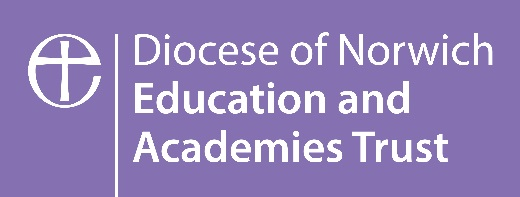 Diocese of Norwich
Education and
Academies Trust